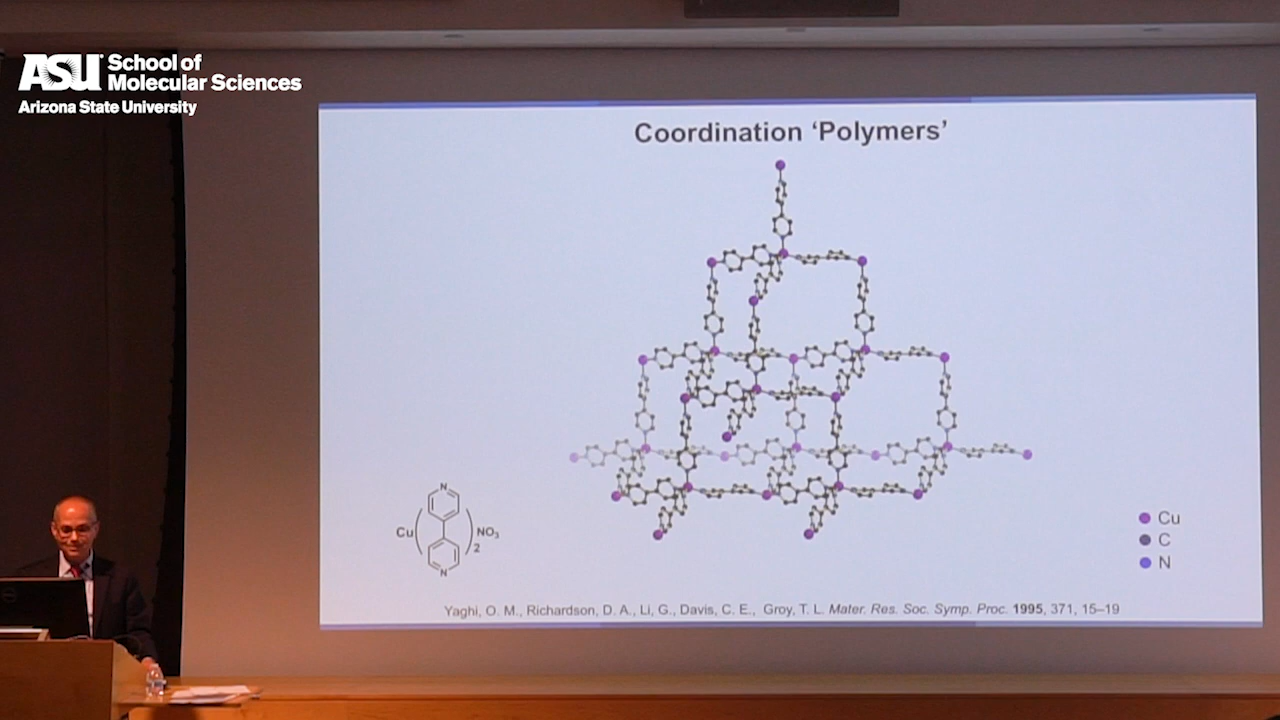 ASU School of
Molecular Sciences
Arizona State University
Coordination ‘Polymers’
N
Cu
NO3
2
N
Cu
C
N
Yaghi, O. M., Richardson, D. A., Li, G., Davis, C. E., Groy, T. L. Mater. Res. Soc. Symp. Proc. 1995, 371, 15–19